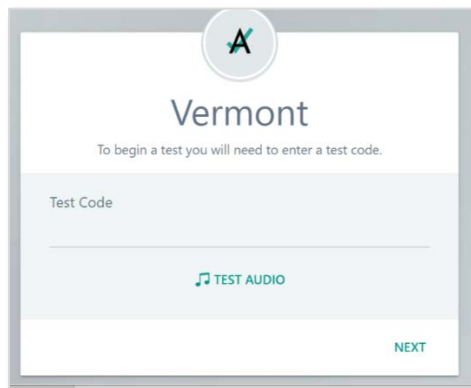 A
Vermont
To begin a test you will need to enter a test code.
Test Code
TEST AUDIO
NEXT